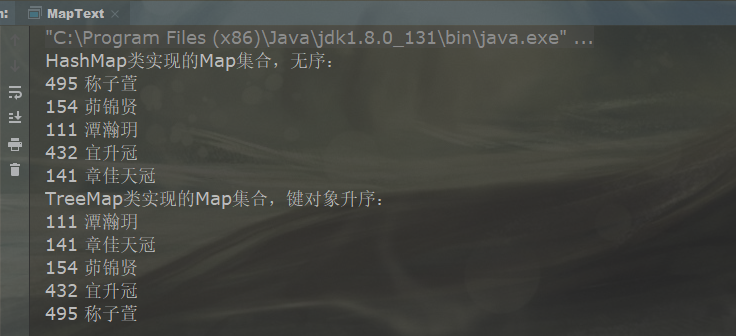 n: MapText ×
"C:\Program Files (x86)\Java\jdk1.8.0_131\bin\java.exe" ...
HashMap类实现的Map集合，无序：
495 称子萱
154 茆锦贤
111 潭瀚玥
432 宜升冠
141 章佳天冠
TreeMap类实现的Map集合，键对象升序：
111 潭瀚玥
141 章佳天冠
154 茆锦贤
432 宜升冠
495 称子萱